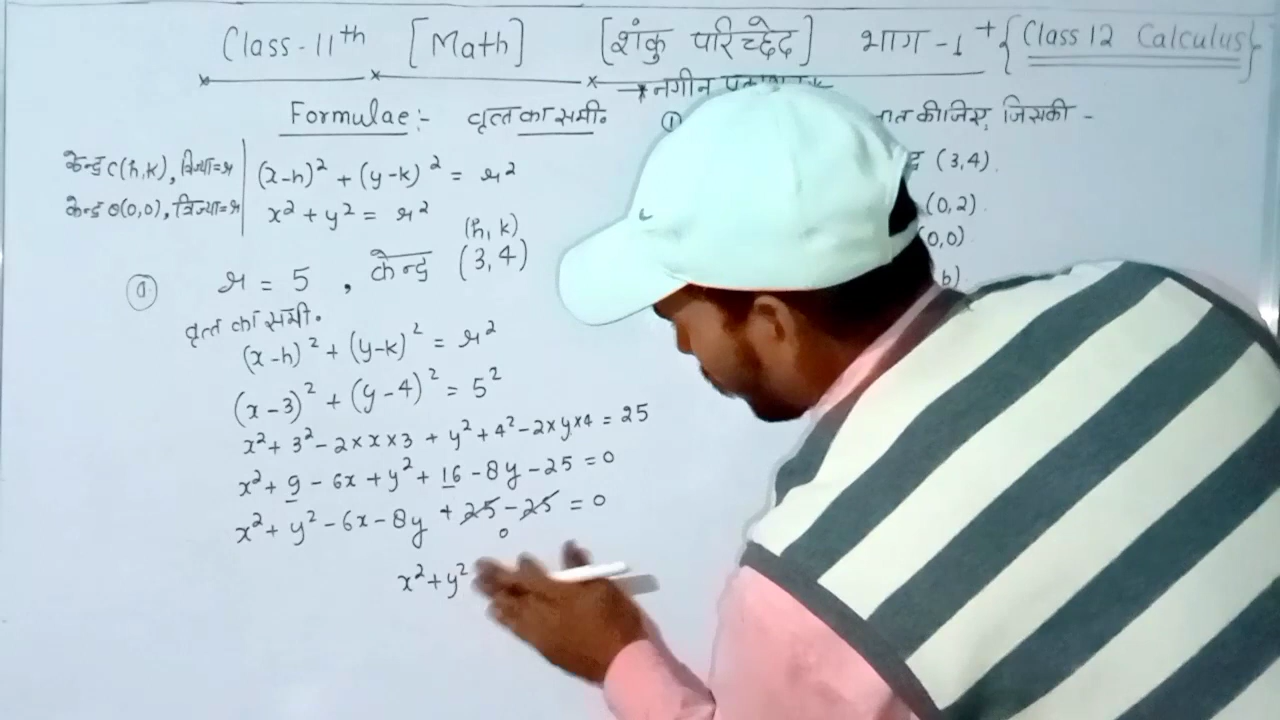 Class-11th [Math] [शंकु परिच्छेद] भाग-1 + {Class 12 Calculus}
→ नगीन
Formulae:- वृत्त का समी०
① कीजिए, जिसकी -
केन्द्र C(h,k), त्रिज्या=r | (x-h)² + (y-k)² = r²
(3,4).
केन्द्र O(0,0), त्रिज्या=r | x² + y² = r²
(0,2).
(0,0)
b)
(h, k)
① r = 5 , केन्द्र (3,4)
वृत्त का समी०
(x-h)² + (y-k)² = r²
(x-3)² + (y-4)² = 5²
x² + 3² - 2×x×3 + y² + 4² - 2×y×4 = 25
x² + 9 - 6x + y² + 16 - 8y - 25 = 0
x² + y² - 6x - 8y + 25 - 25 = 0
0
x² + y²